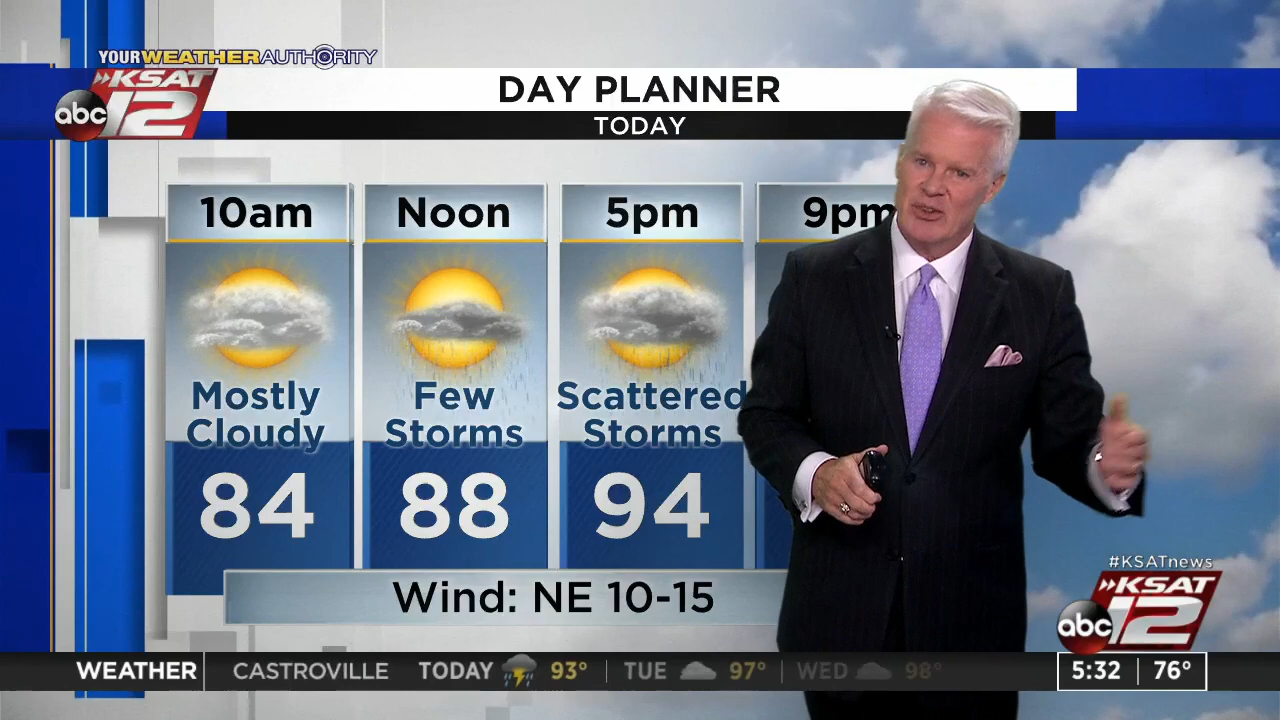 YOUR WEATHER AUTHORITY
KSAT
abc 12
DAY PLANNER
TODAY
10am
Noon
5pm
9pm
Mostly
Cloudy
Few
Storms
Scattered
Storms
84
88
94
Wind: NE 10-15
#KSATnews
KSAT
abc 12
WEATHER CASTROVILLE TODAY 93° TUE 97° WED 98°
5:32 76°